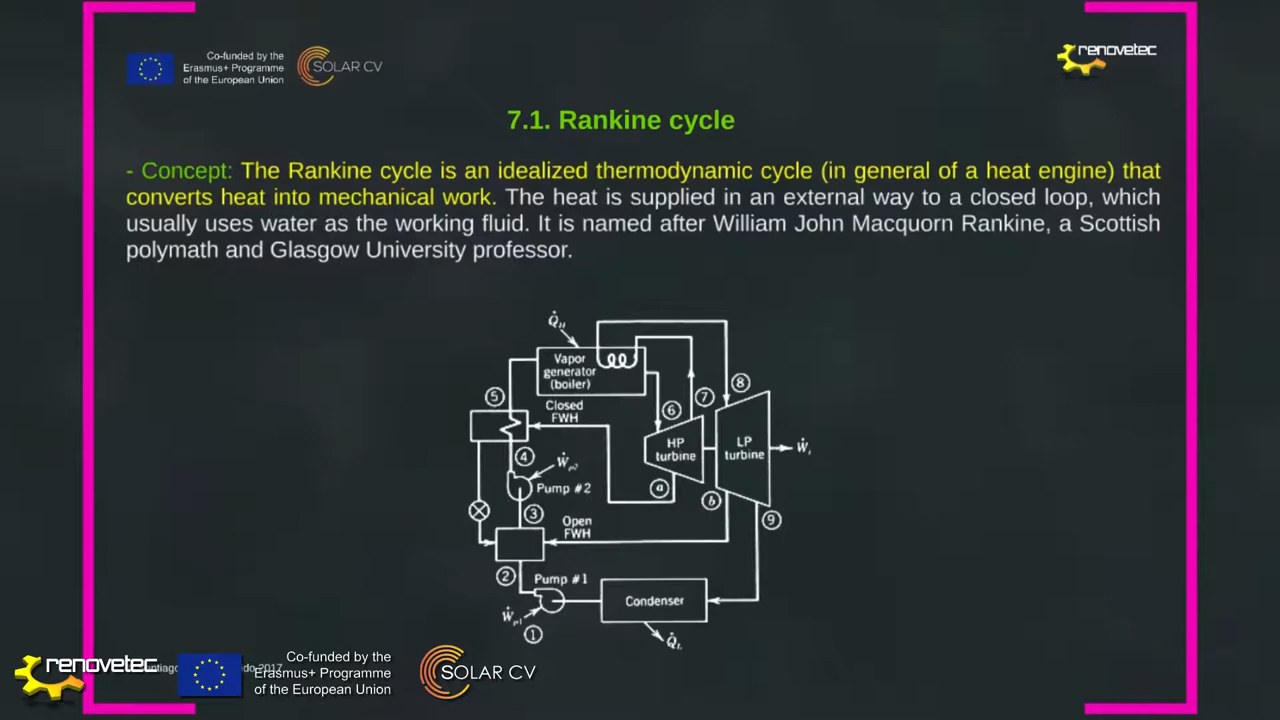 Co-funded by the
Erasmus+ Programme
of the European Union
SOLAR CV
renovetec
7.1. Rankine cycle
- Concept: The Rankine cycle is an idealized thermodynamic cycle (in general of a heat engine) that
converts heat into mechanical work. The heat is supplied in an external way to a closed loop, which
usually uses water as the working fluid. It is named after William John Macquorn Rankine, a Scottish
polymath and Glasgow University professor.
Q̇H
Vapor
generator
(boiler)
8
5
7
Closed
FWH
6
HP
turbine
LP
turbine
Ẇt
4
Ẇp2
Pump #2
a
b
3
9
Open
FWH
2
Pump #1
Condenser
Ẇp1
1
Q̇L
renovetec
2017
Co-funded by the
Erasmus+ Programme
of the European Union
SOLAR CV